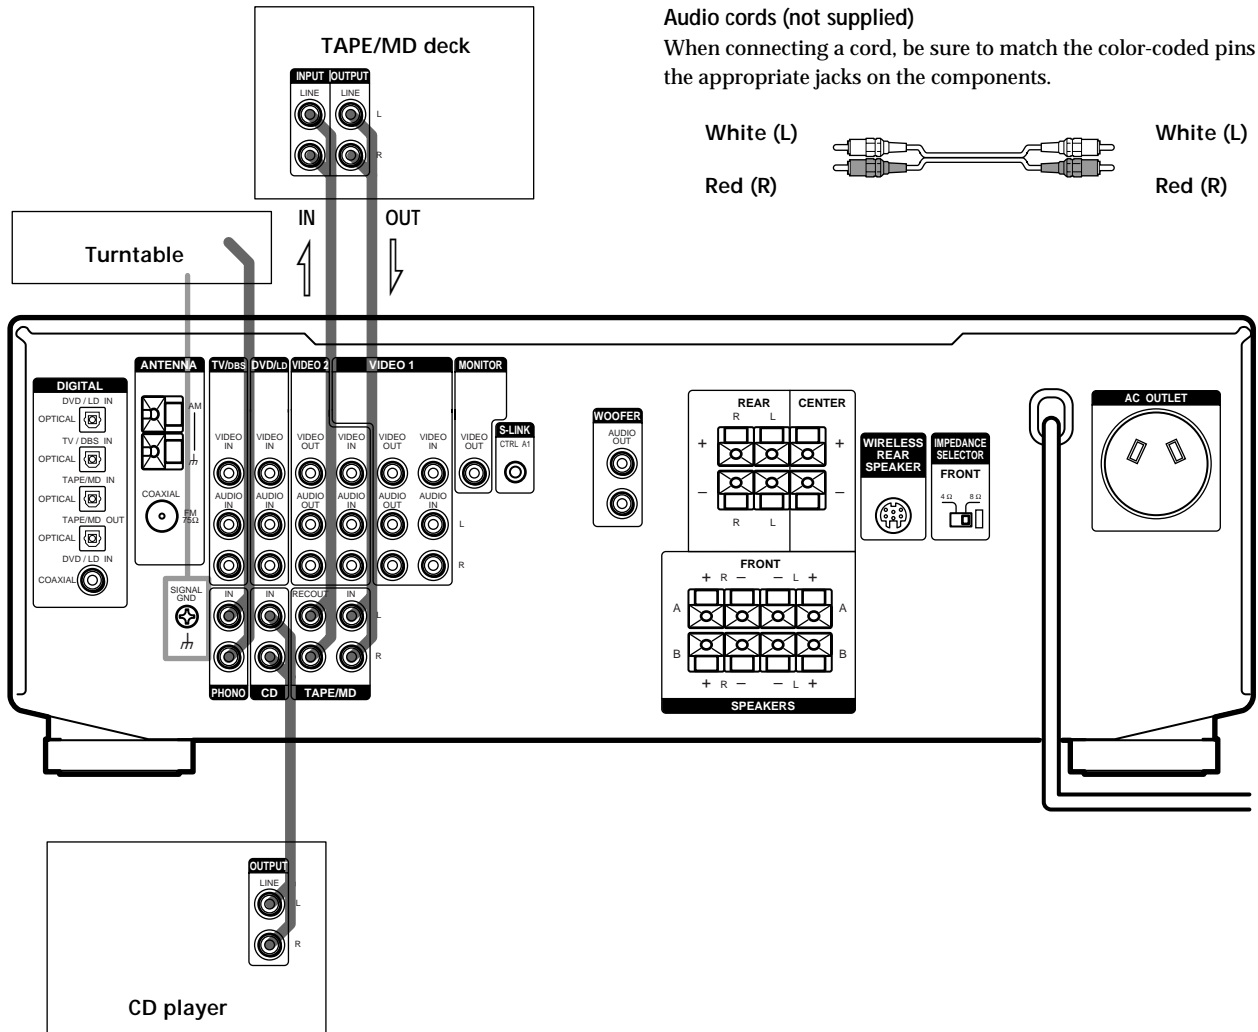 Audio cords (not supplied)
When connecting a cord, be sure to match the color-coded pins
the appropriate jacks on the components.
White (L) White (L)
Red (R) Red (R)
TAPE/MD deck
INPUT OUTPUT
LINE LINE
L
R
IN OUT
Turntable
DIGITAL
DVD / LD IN
OPTICAL
TV / DBS IN
OPTICAL
TAPE/MD IN
OPTICAL
TAPE/MD OUT
OPTICAL
DVD / LD IN
COAXIAL
ANTENNA
AM
COAXIAL
FM
75Ω
SIGNAL
GND
TV/DBS DVD/LD VIDEO 2 VIDEO 1 MONITOR
VIDEO IN VIDEO IN VIDEO OUT VIDEO IN VIDEO OUT VIDEO IN VIDEO OUT
AUDIO IN AUDIO IN AUDIO OUT AUDIO IN AUDIO OUT AUDIO IN
L
R
S-LINK
CTRL A1
IN IN REC OUT IN
L
R
PHONO CD TAPE/MD
WOOFER
AUDIO
OUT
REAR CENTER
R L
+ +
– –
R L
FRONT
+ R – – L +
A A
B B
+ R – – L +
SPEAKERS
WIRELESS
REAR
SPEAKER
IMPEDANCE
SELECTOR
FRONT
4 Ω 8 Ω
AC OUTLET
OUTPUT
LINE
L
R
CD player